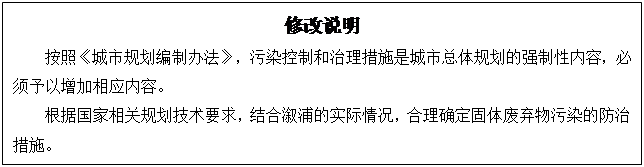 修改说明
按照《城市规划编制办法》，污染控制和治理措施是城市总体规划的强制性内容，必
须予以增加相应内容。
根据国家相关规划技术要求，结合溆浦的实际情况，合理确定固体废弃物污染的防治
措施。